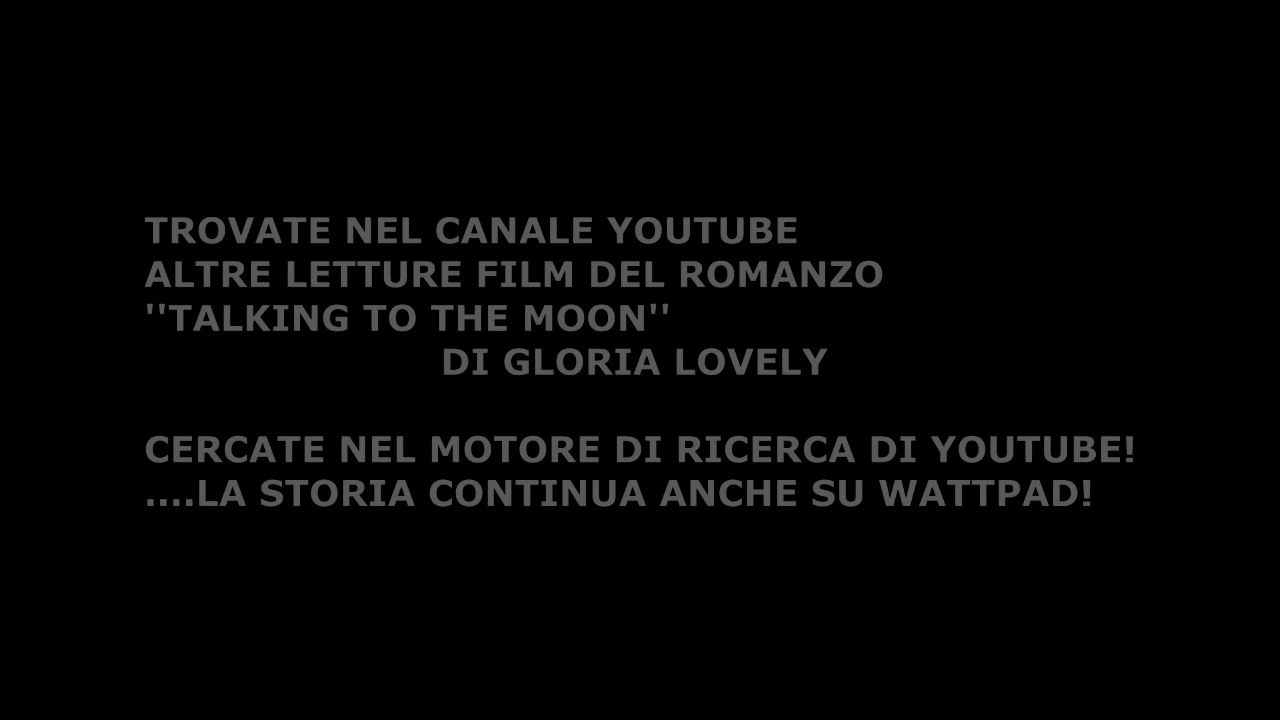 TROVATE NEL CANALE YOUTUBE
ALTRE LETTURE FILM DEL ROMANZO
''TALKING TO THE MOON''
DI GLORIA LOVELY
CERCATE NEL MOTORE DI RICERCA DI YOUTUBE!
....LA STORIA CONTINUA ANCHE SU WATTPAD!